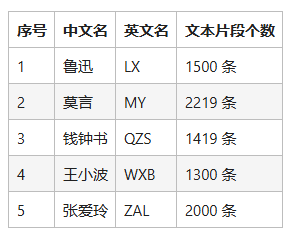 序号 中文名 英文名 文本片段个数
1 鲁迅 LX 1500 条
2 莫言 MY 2219 条
3 钱钟书 QZS 1419 条
4 王小波 WXB 1300 条
5 张爱玲 ZAL 2000 条